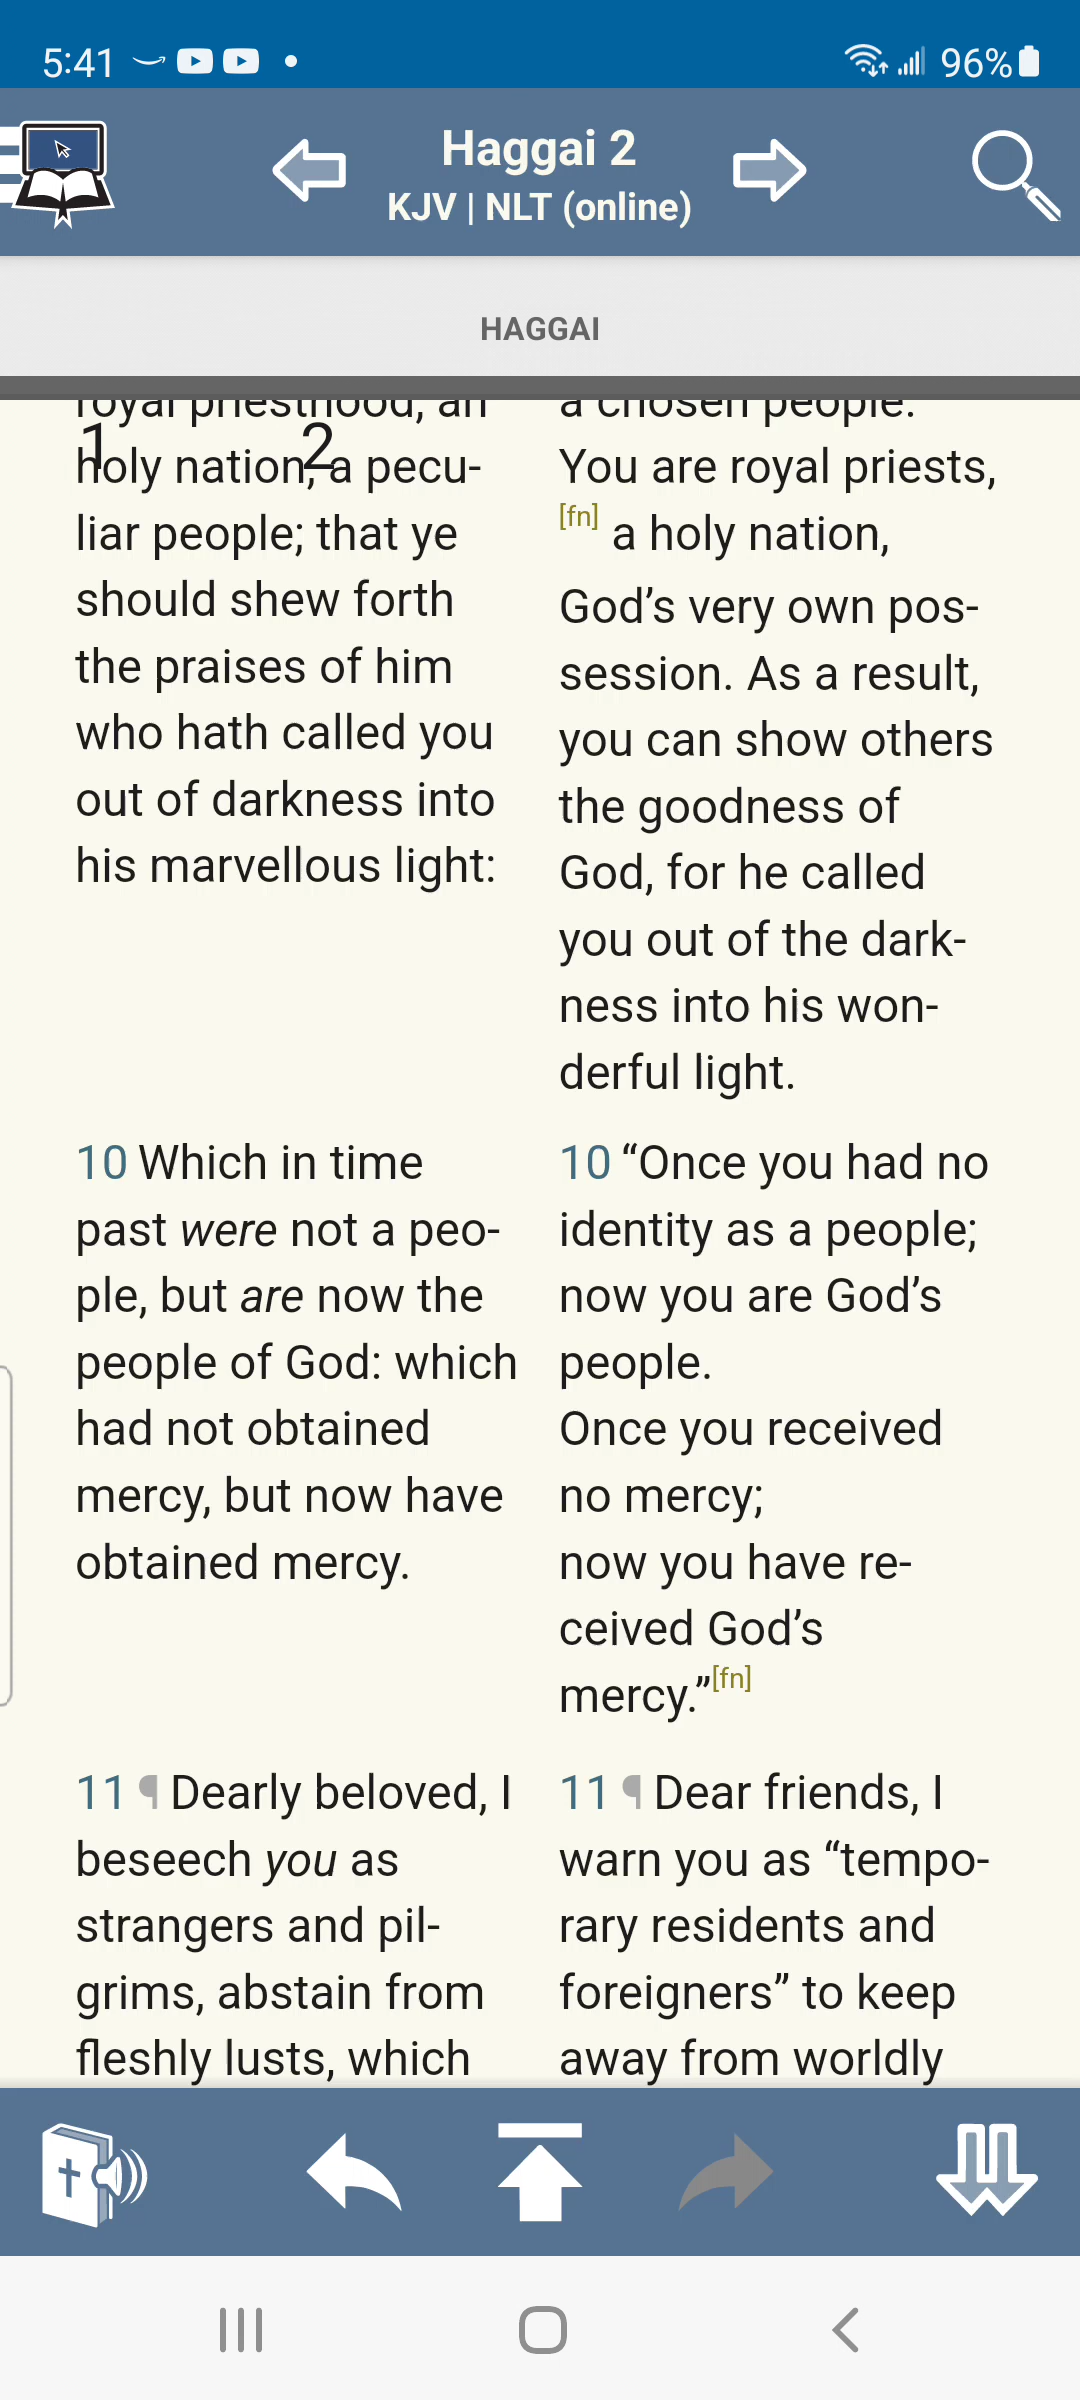 5:41
96%
Haggai 2
KJV | NLT (online)
HAGGAI
1 2
royal priesthood, an
holy nation, a pecu-
liar people; that ye
should shew forth
the praises of him
who hath called you
out of darkness into
his marvellous light:
a chosen people.
You are royal priests,
[fn] a holy nation,
God’s very own pos-
session. As a result,
you can show others
the goodness of
God, for he called
you out of the dark-
ness into his won-
derful light.
10 Which in time
past were not a peo-
ple, but are now the
people of God: which
had not obtained
mercy, but now have
obtained mercy.
10 “Once you had no
identity as a people;
now you are God’s
people.
Once you received
no mercy;
now you have re-
ceived God’s
mercy.”[fn]
11 ¶ Dearly beloved, I
beseech you as
strangers and pil-
grims, abstain from
fleshly lusts, which
11 ¶ Dear friends, I
warn you as “tempo-
rary residents and
foreigners” to keep
away from worldly